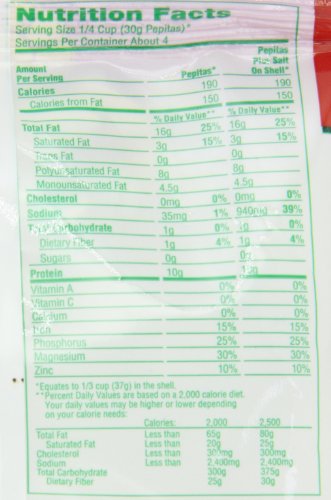 Nutrition Facts
Serving Size 1/4 Cup (30g Pepitas)*
Servings Per Container About 4
Pepitas
Plus Salt
Amount Per Serving Pepitas* On Shell*
Calories 190 190
Calories from Fat 150 150
% Daily Value** % Daily Value**
Total Fat 16g 25% 16g 25%
Saturated Fat 3g 15% 3g 15%
Trans Fat 0g 0g
Polyunsaturated Fat 8g 8g
Monounsaturated Fat 4.5g 4.5g
Cholesterol 0mg 0% 0mg 0%
Sodium 35mg 1% 940mg 39%
Total Carbohydrate 1g 0% 1g 0%
Dietary Fiber 1g 4% 1g 4%
Sugars 0g 0g
Protein 10g
Vitamin A 0% 0%
Vitamin C 0% 0%
Calcium 0% 0%
Iron 15% 15%
Phosphorus 25% 25%
Magnesium 30% 30%
Zinc 10% 10%
*Equates to 1/3 cup (37g) in the shell.
**Percent Daily Values are based on a 2,000 calorie diet.
Your daily values may be higher or lower depending
on your calorie needs:
Calories: 2,000 2,500
Total Fat Less than 65g 80g
Saturated Fat Less than 20g 25g
Cholesterol Less than 300mg 300mg
Sodium Less than 2,400mg 2,400mg
Total Carbohydrate 300g 375g
Dietary Fiber 25g 30g